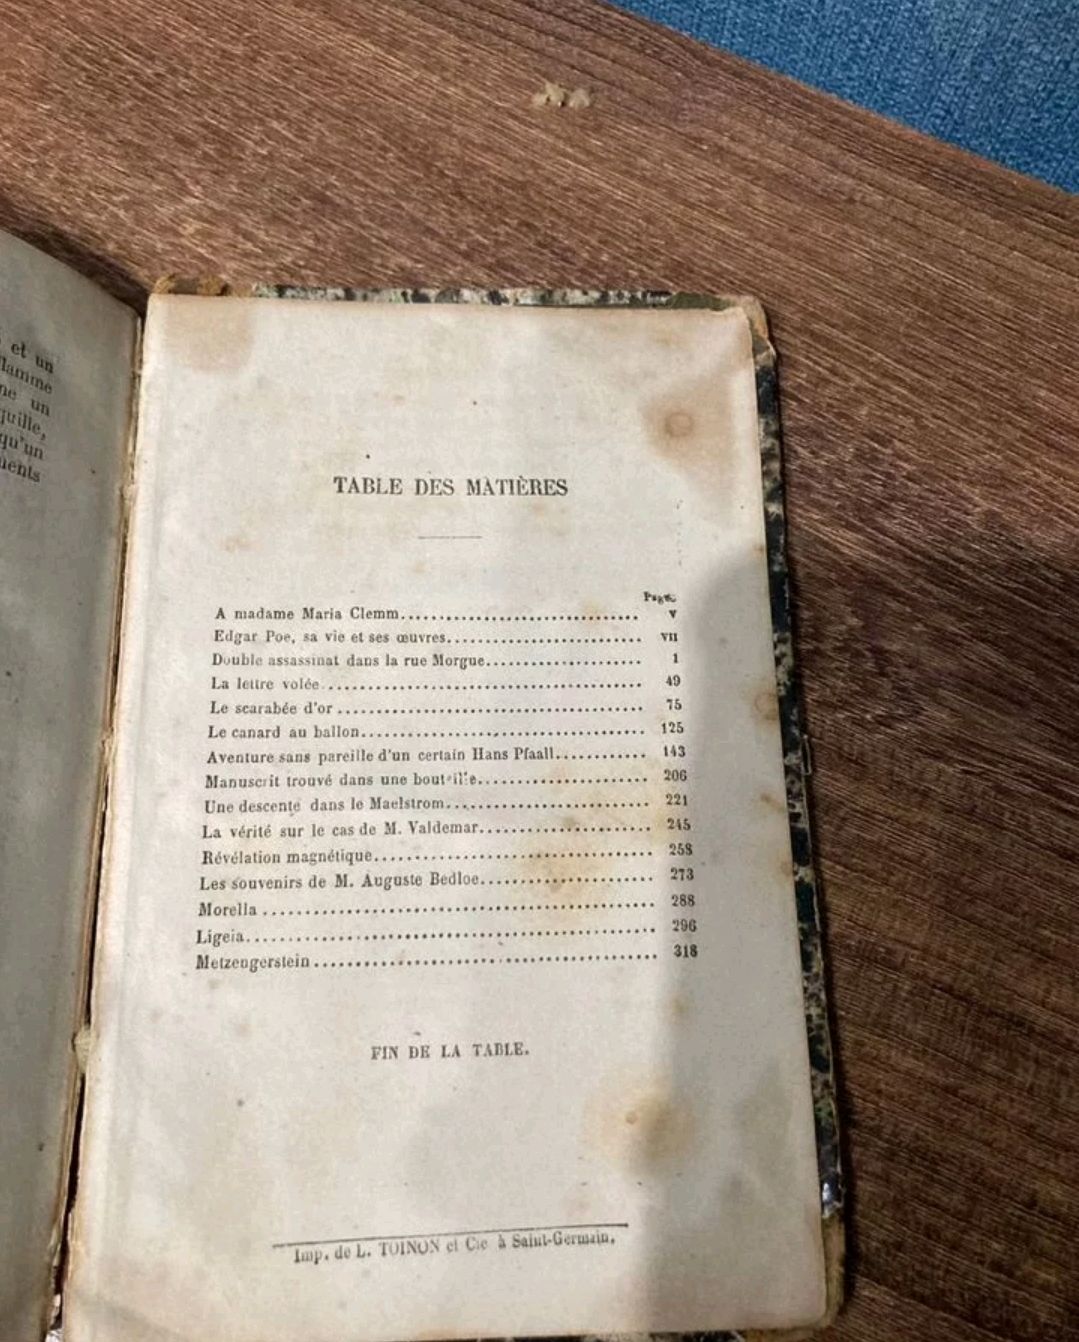 et un
lamme
ne un
juille,
qu'un
ments
TABLE DES MATIÈRES
Pages
A madame Maria Clemm........ V
Edgar Poe, sa vie et ses œuvres........ VII
Double assassinat dans la rue Morgue........ 1
La lettre volée........ 49
Le scarabée d'or........ 75
Le canard au ballon........ 125
Aventure sans pareille d'un certain Hans Pfaall........ 143
Manuscrit trouvé dans une bouteille........ 206
Une descente dans le Maelstrom........ 221
La vérité sur le cas de M. Valdemar........ 245
Révélation magnétique........ 258
Les souvenirs de M. Auguste Bedloe........ 273
Morella........ 288
Ligeia........ 296
Metzengerstein........ 318
FIN DE LA TABLE.
Imp. de L. TOINON et Cie à Saint-Germain.